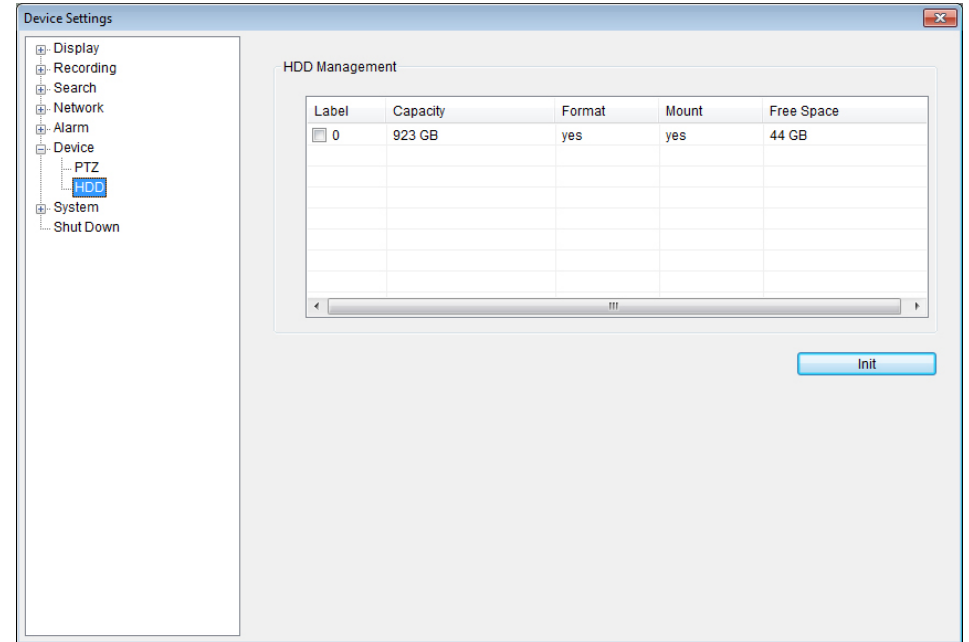 Device Settings
Display
Recording
Search
Network
Alarm
Device
PTZ
HDD
System
Shut Down
HDD Management
Label Capacity Format Mount Free Space
0 923 GB yes yes 44 GB
Init